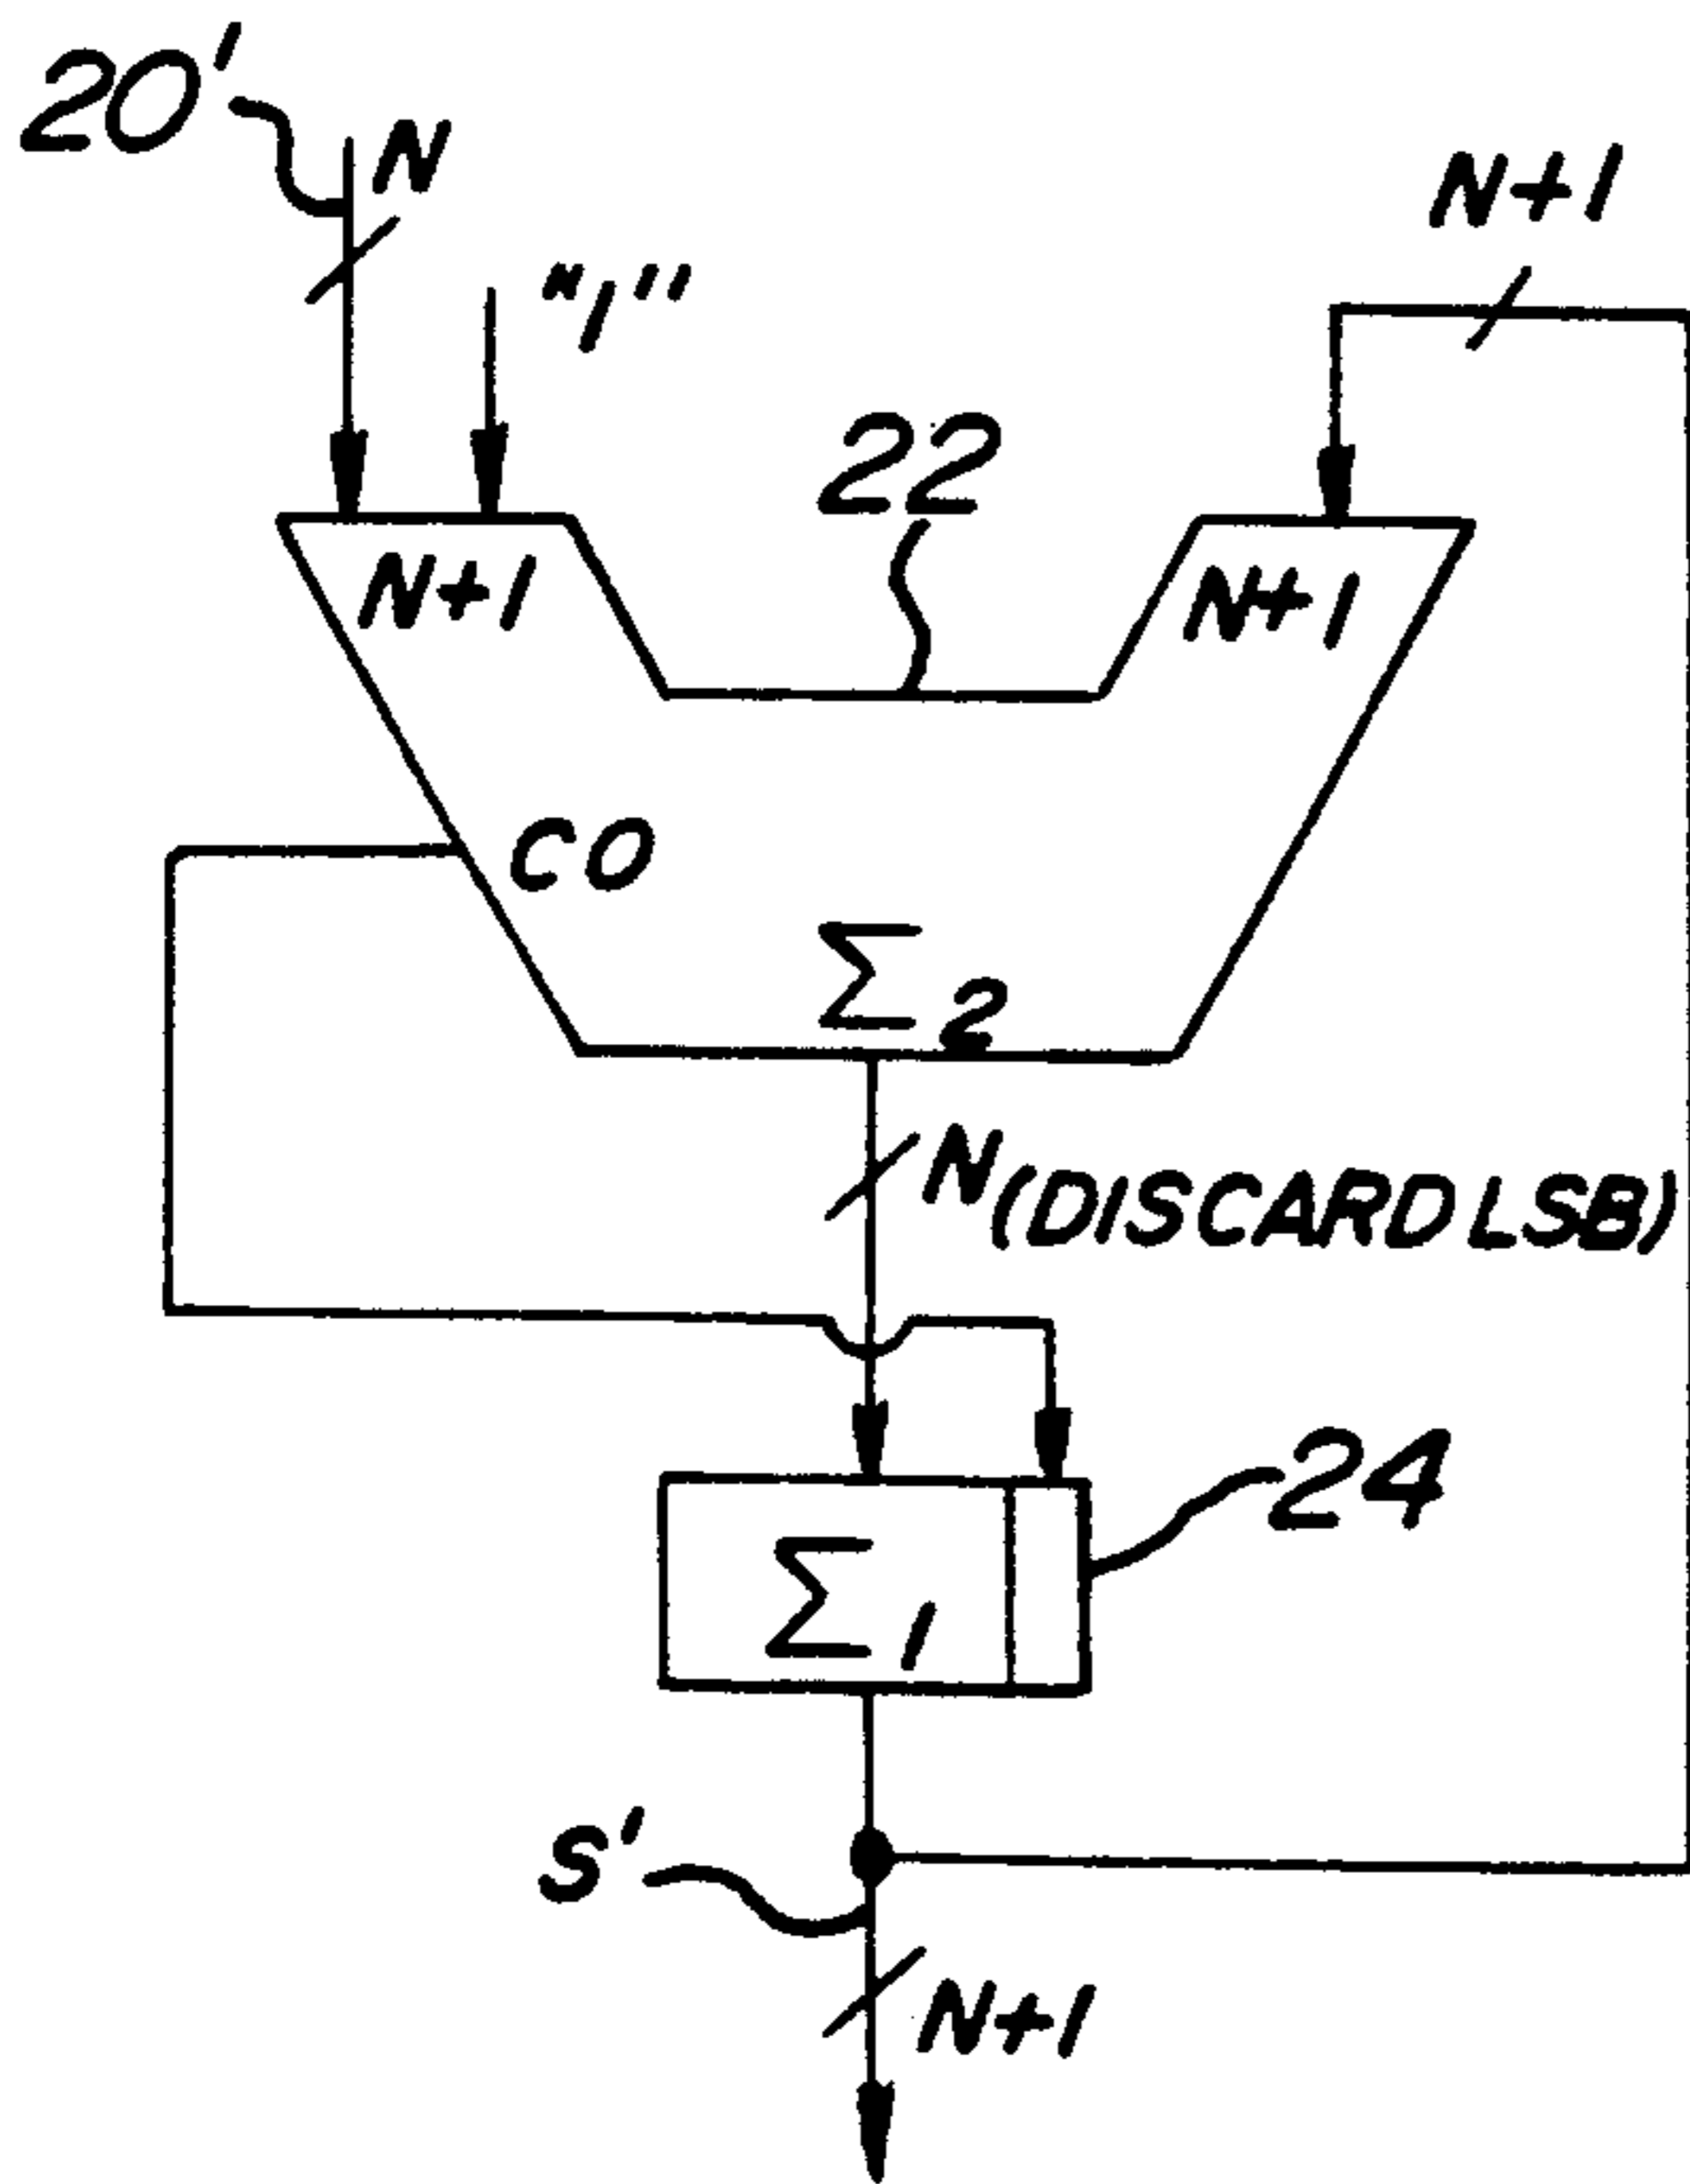 20'
N
N+1
"1"
22
N+1
N+1
CO
Σ2
N(DISCARD LSB)
24
Σ1
S'
N+1